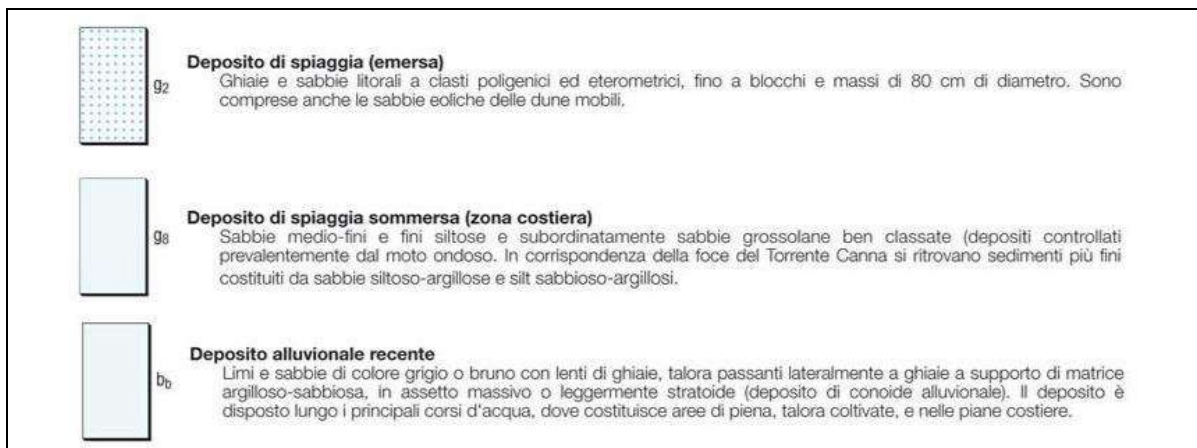 Deposito di spiaggia (emersa)
g2
Ghiaie e sabbie litorali a clasti poligenici ed eterometrici, fino a blocchi e massi di 80 cm di diametro. Sono
comprese anche le sabbie eoliche delle dune mobili.
Deposito di spiaggia sommersa (zona costiera)
g8
Sabbie medio-fini e fini siltose e subordinatamente sabbie grossolane ben classate (depositi controllati
prevalentemente dal moto ondoso. In corrispondenza della foce del Torrente Canna si ritrovano sedimenti più fini
costituiti da sabbie siltoso-argillose e silt sabbioso-argillosi.
Deposito alluvionale recente
bb
Limi e sabbie di colore grigio o bruno con lenti di ghiaie, talora passanti lateralmente a ghiaie a supporto di matrice
argilloso-sabbiosa, in assetto massivo o leggermente stratoide (deposito di conoide alluvionale). Il deposito è
disposto lungo i principali corsi d'acqua, dove costituisce aree di piena, talora coltivate, e nelle piane costiere.